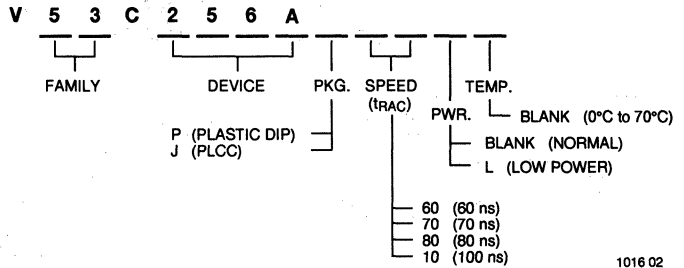 V 5 3 C 2 5 6 A
FAMILY DEVICE PKG. SPEED (tRAC) PWR. TEMP.
BLANK (0°C to 70°C)
P (PLASTIC DIP)
J (PLCC)
BLANK (NORMAL)
L (LOW POWER)
60 (60 ns)
70 (70 ns)
80 (80 ns)
10 (100 ns)
1016 02